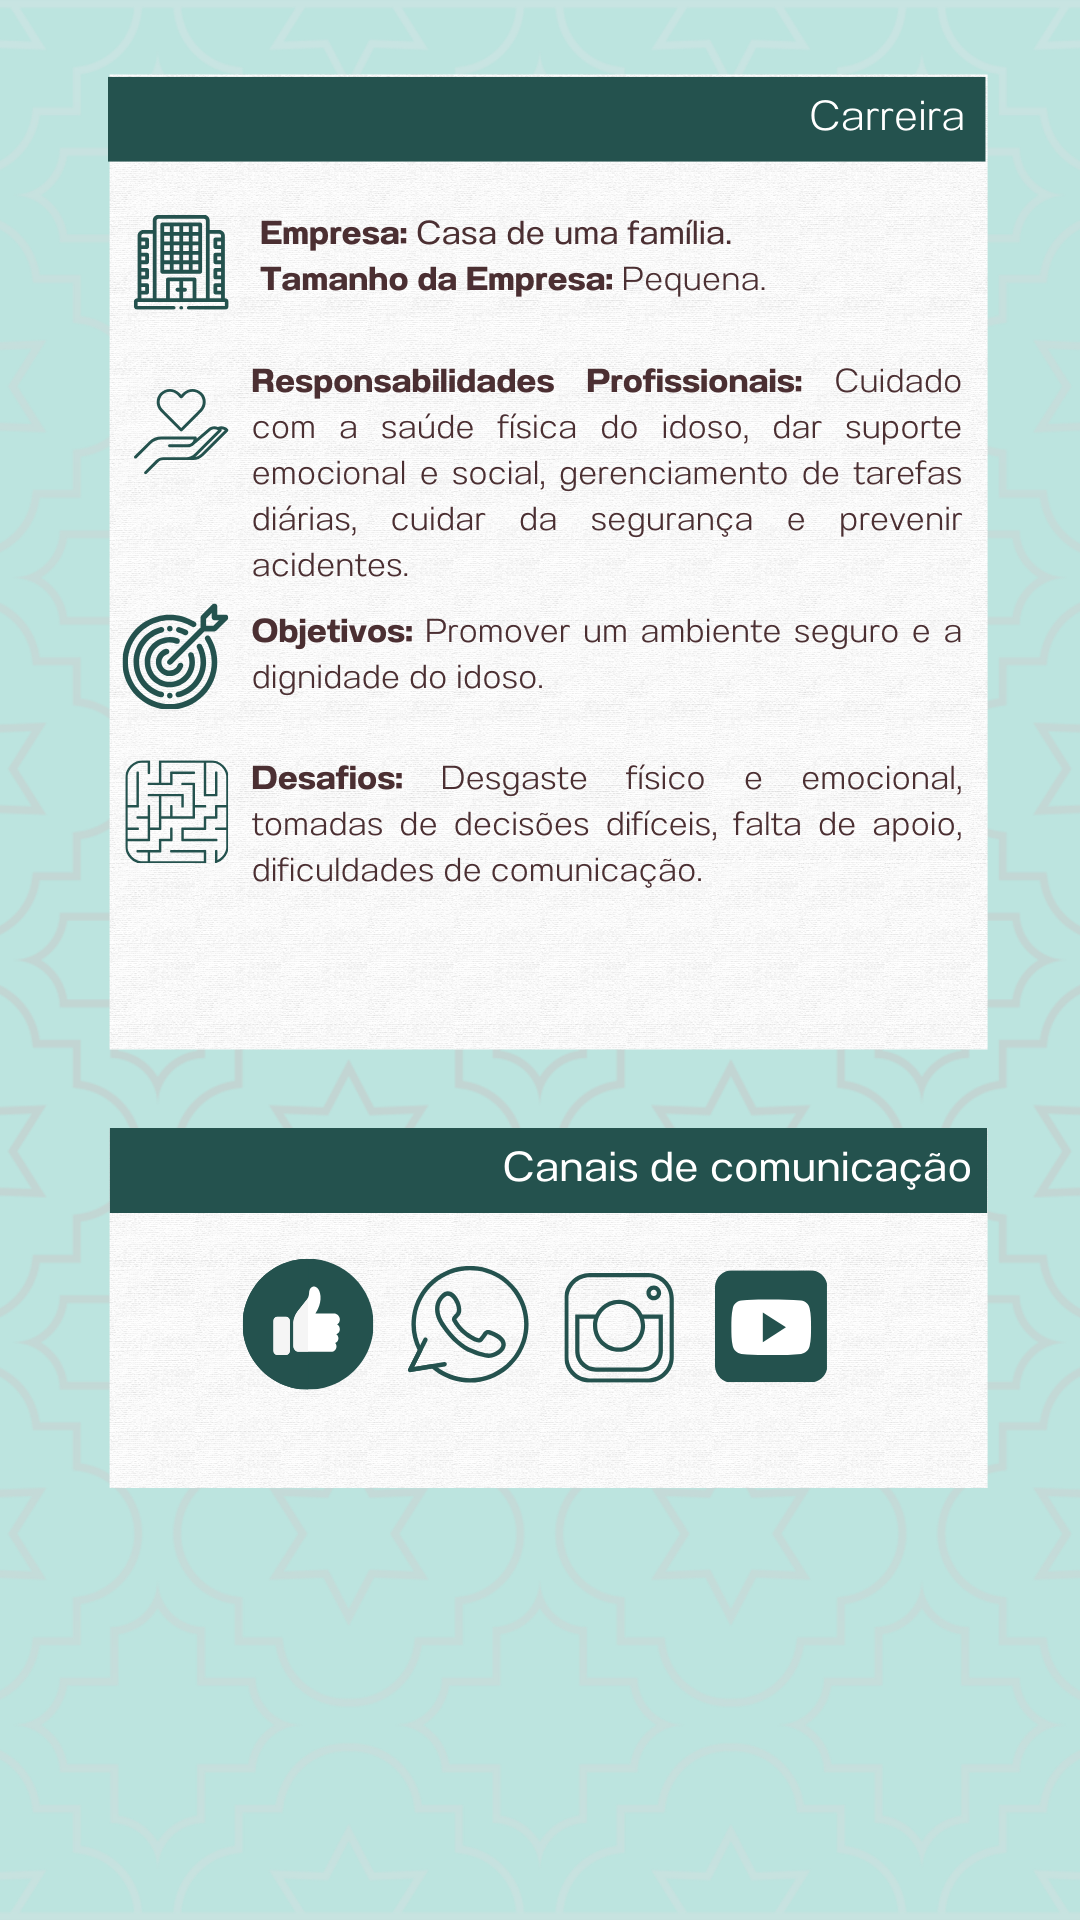 Carreira
Empresa: Casa de uma família.
Tamanho da Empresa: Pequena.
Responsabilidades Profissionais: Cuidado
com a saúde física do idoso, dar suporte
emocional e social, gerenciamento de tarefas
diárias, cuidar da segurança e prevenir
acidentes.
Objetivos: Promover um ambiente seguro e a
dignidade do idoso.
Desafios: Desgaste físico e emocional,
tomadas de decisões difíceis, falta de apoio,
dificuldades de comunicação.
Canais de comunicação